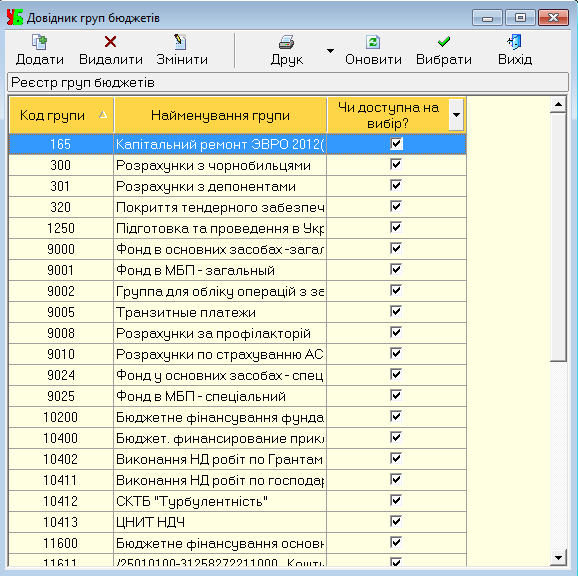 УБ Довідник груп бюджетів
Додати Видалити Змінити Друк Оновити Вибрати Вихід
Реєстр груп бюджетів
Код групи Найменування групи Чи доступна на
вибір?
165 Капітальний ремонт ЭВРО 2012(
300 Розрахунки з чорнобильцями
301 Розрахунки з депонентами
320 Покриття тендерного забезпеч
1250 Підготовка та проведення в Укр
9000 Фонд в основних засобах -загал
9001 Фонд в МБП - загальный
9002 Группа для обліку операцій з за
9005 Транзитные платежи
9008 Розрахунки за профілакторій
9010 Розрахунки по страхуванню АС
9024 Фонд у основних засобах - спец
9025 Фонд в МБП - спеціальний
10200 Бюджетне фінансування фунда
10400 Бюджет. финансирование прикл
10402 Виконання НД робіт по Грантам
10411 Виконання НД робіт по господар
10412 СКТБ "Турбулентність"
10413 ЦНИТ НДЧ
11600 Бюджетне фінансування основн
11611 /25010100-31258272211000 Кошти